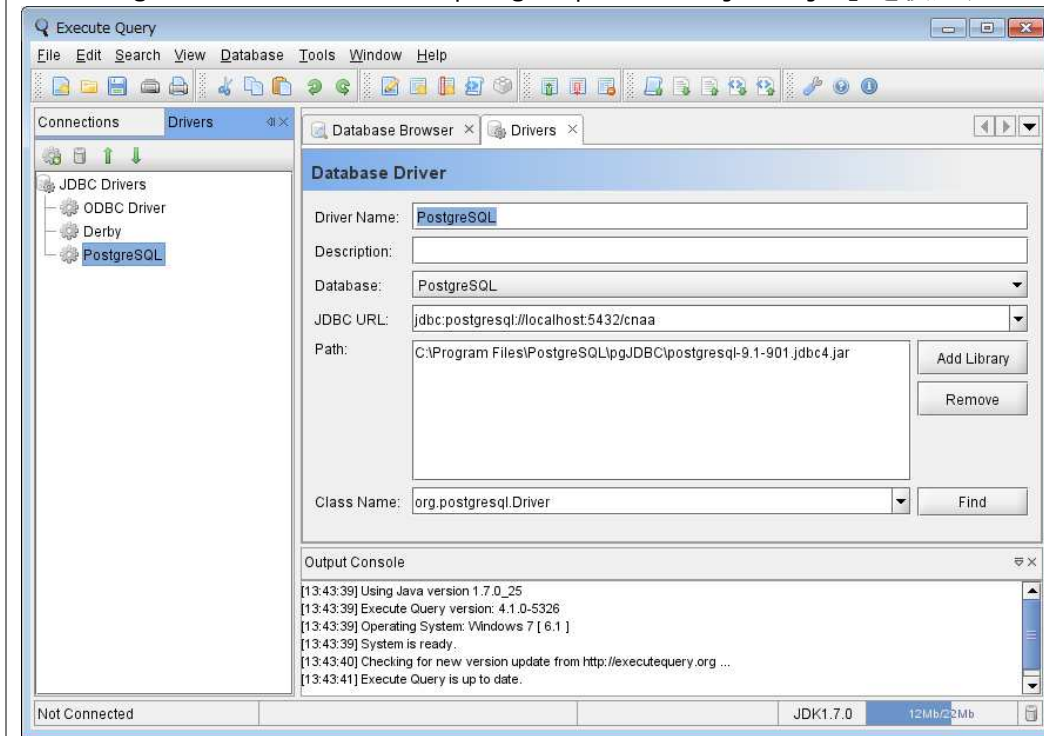 Execute Query
File Edit Search View Database Tools Window Help
Connections Drivers
Database Browser Drivers
JDBC Drivers
ODBC Driver
Derby
PostgreSQL
Database Driver
Driver Name: PostgreSQL
Description:
Database: PostgreSQL
JDBC URL: jdbc:postgresql://localhost:5432/cnaa
Path: C:\Program Files\PostgreSQL\pgJDBC\postgresql-9.1-901.jdbc4.jar
Add Library
Remove
Class Name: org.postgresql.Driver Find
Output Console
[13:43:39] Using Java version 1.7.0_25
[13:43:39] Execute Query version: 4.1.0-5326
[13:43:39] Operating System: Windows 7 [ 6.1 ]
[13:43:39] System is ready.
[13:43:40] Checking for new version update from http://executequery.org ...
[13:43:41] Execute Query is up to date.
Not Connected JDK1.7.0 12Mb/22Mb